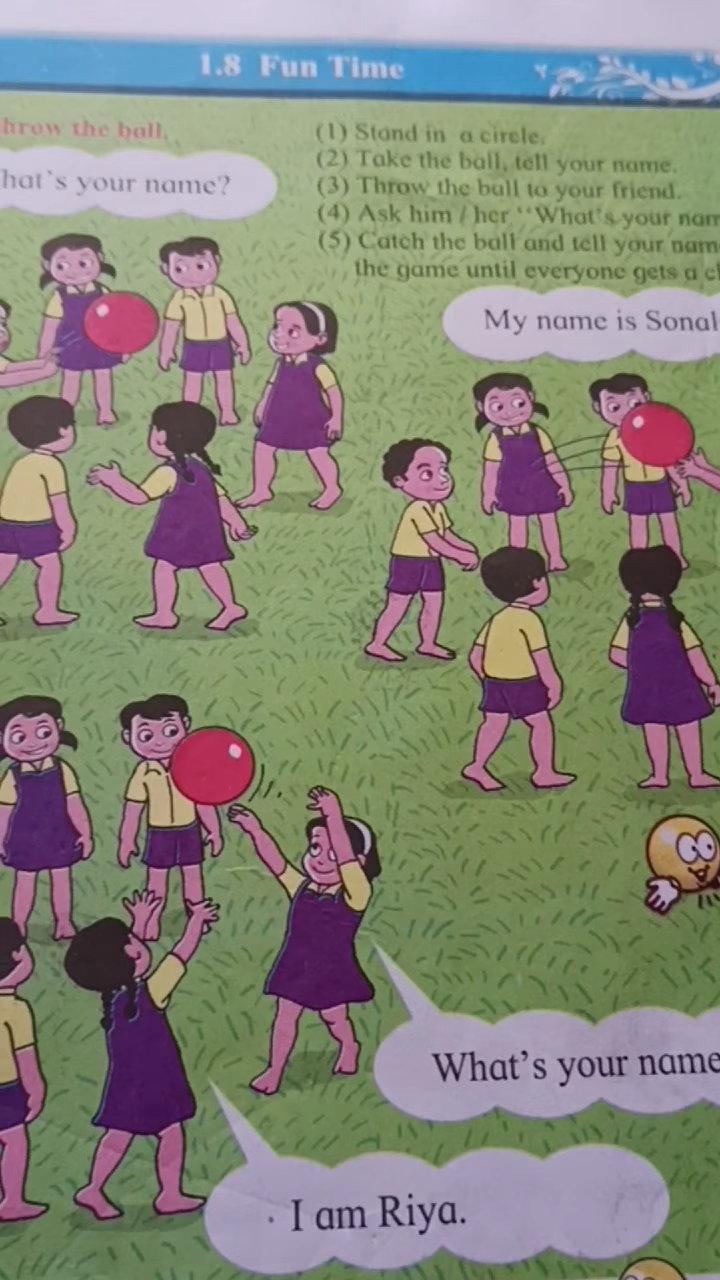 1.8 Fun Time
hrow the ball.
hat's your name?
(1) Stand in a circle.
(2) Take the ball, tell your name.
(3) Throw the ball to your friend.
(4) Ask him / her "What's your nam
(5) Catch the ball and tell your nam
the game until everyone gets a c
My name is Sonal
What's your name
I am Riya.